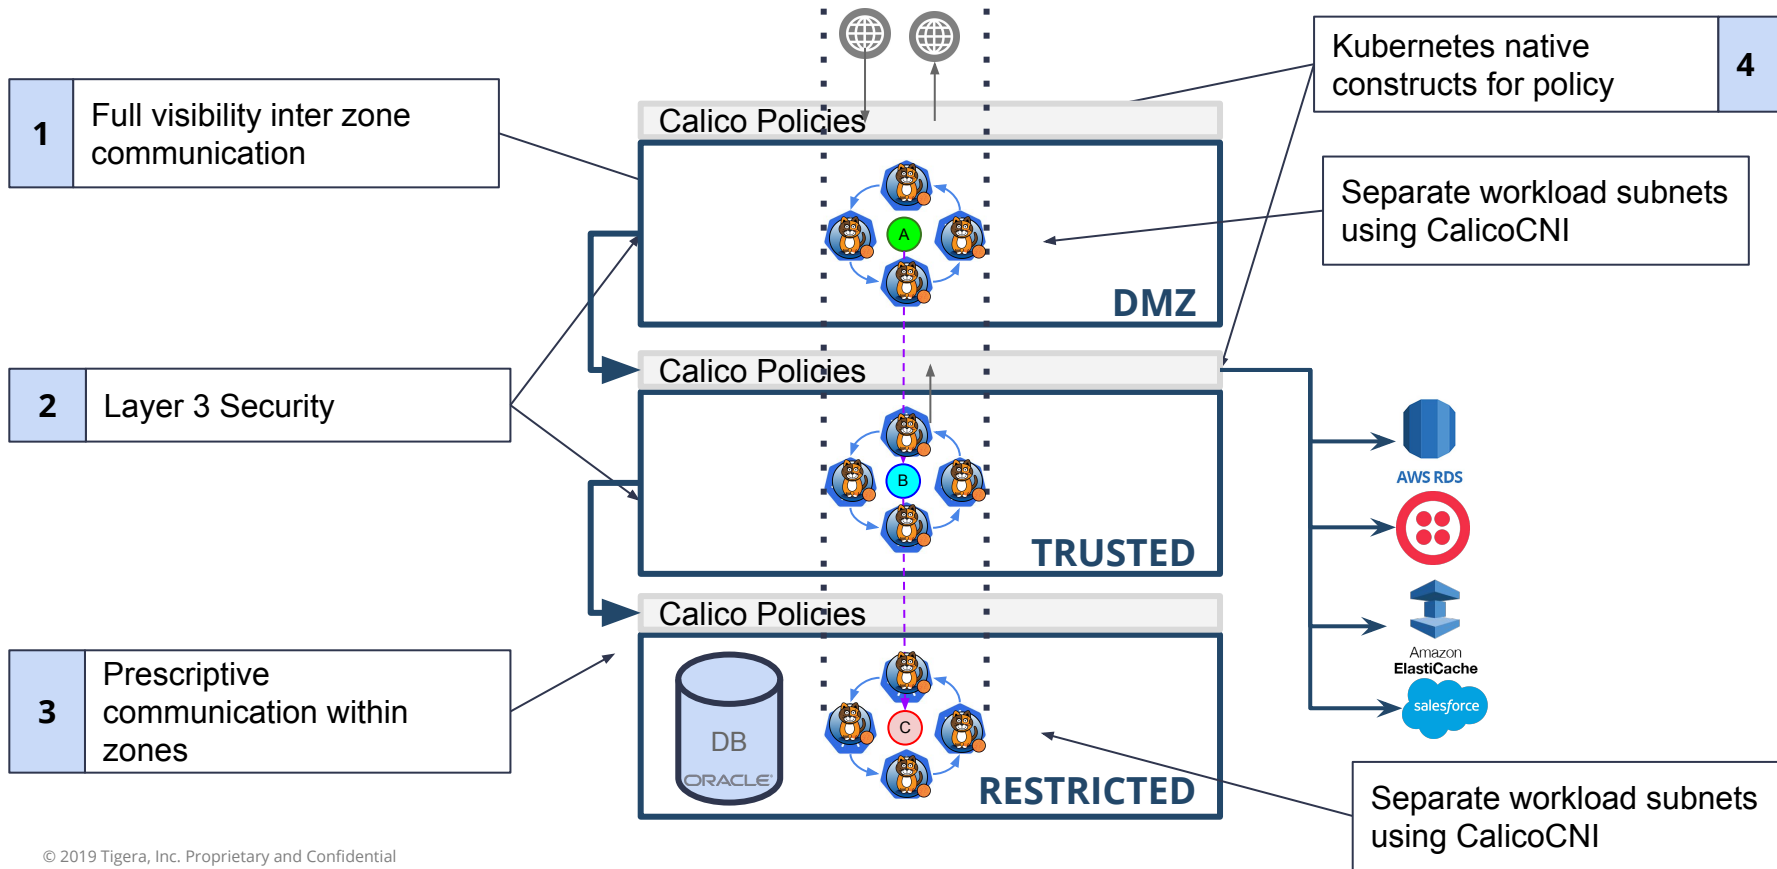 Kubernetes native
constructs for policy
4
1
Full visibility inter zone
communication
Calico Policies
Separate workload subnets
using CalicoCNI
A
DMZ
2
Layer 3 Security
Calico Policies
B
TRUSTED
AWS RDS
Amazon
ElastiCache
salesforce
Calico Policies
3
Prescriptive
communication within
zones
DB
ORACLE
C
RESTRICTED
Separate workload subnets
using CalicoCNI
© 2019 Tigera, Inc. Proprietary and Confidential